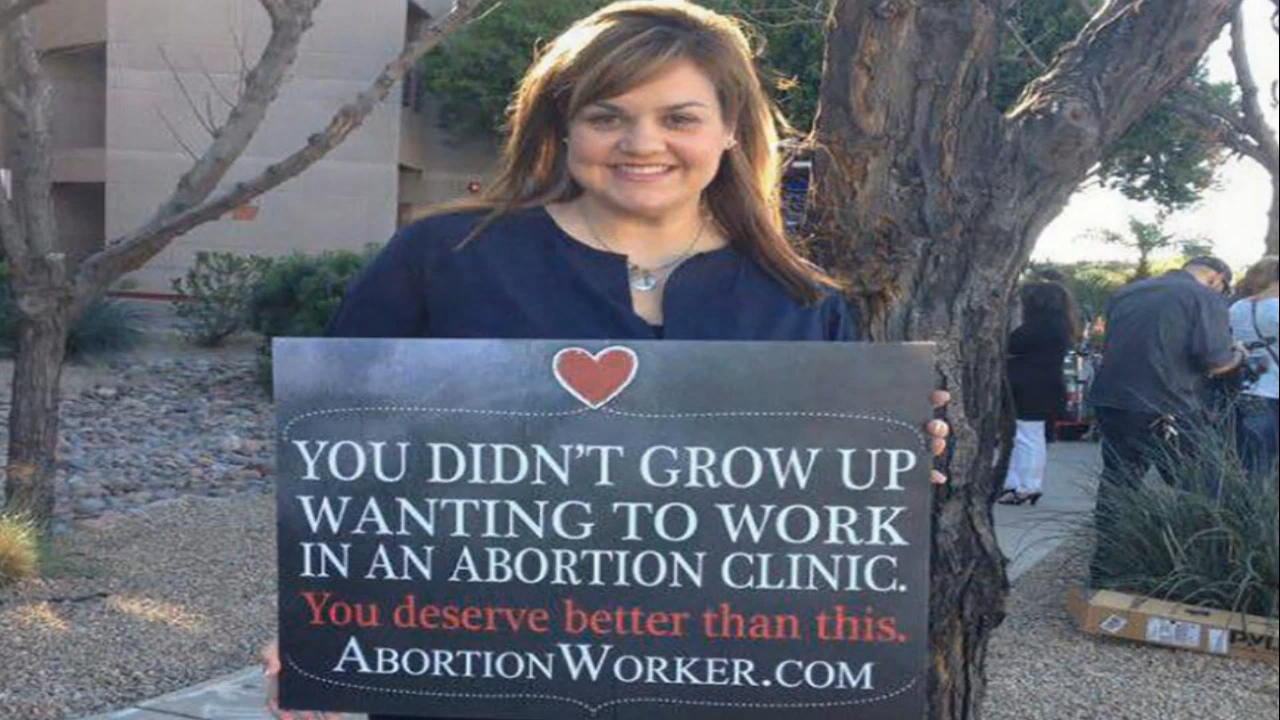 YOU DIDN'T GROW UP
WANTING TO WORK
IN AN ABORTION CLINIC.
You deserve better than this.
ABORTIONWORKER.COM